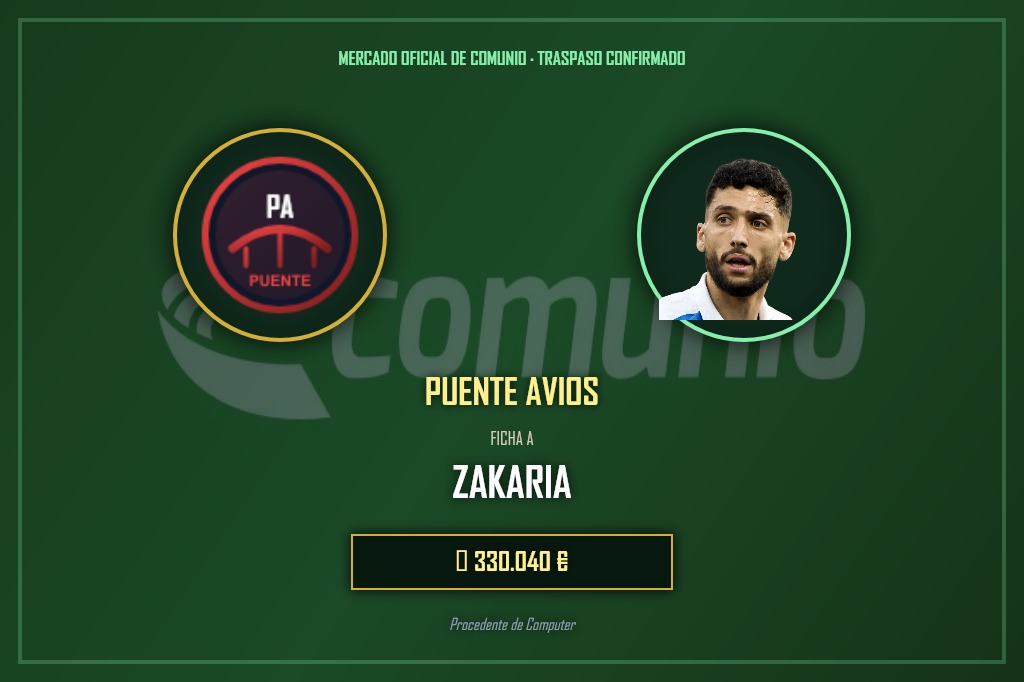 MERCADO OFICIAL DE COMUNIO · TRASPASO CONFIRMADO
PA
PUENTE
comunio
PUENTE AVIOS
FICHA A
ZAKARIA
330.040 €
Procedente de Computer